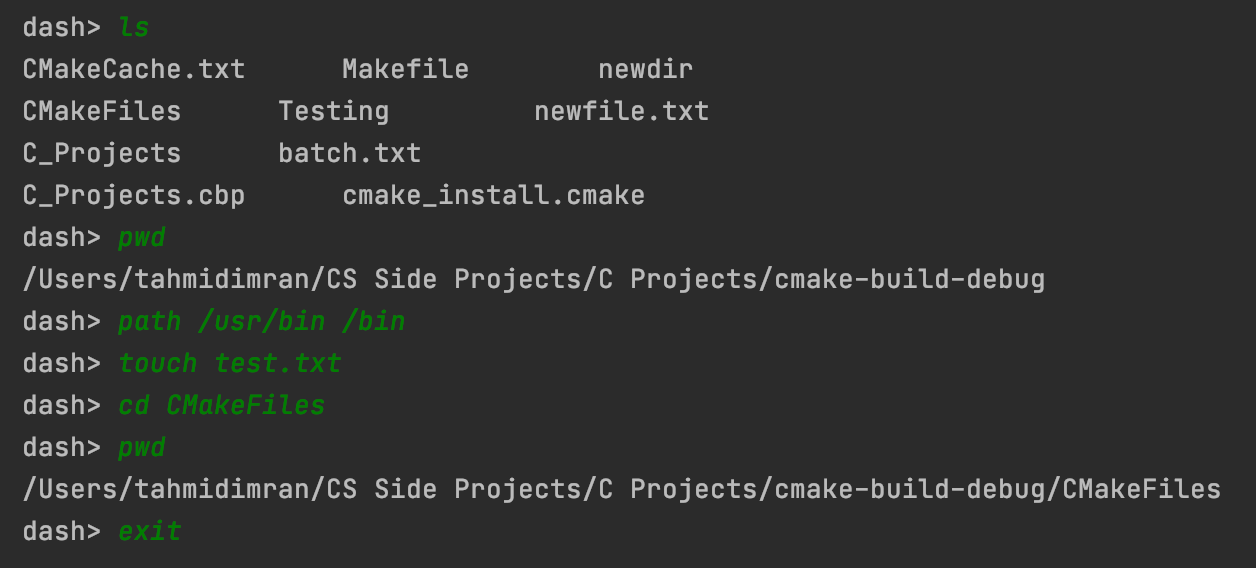 dash> ls
CMakeCache.txt      Makefile        newdir
CMakeFiles      Testing         newfile.txt
C_Projects      batch.txt
C_Projects.cbp      cmake_install.cmake
dash> pwd
/Users/tahmidimran/CS Side Projects/C Projects/cmake-build-debug
dash> path /usr/bin /bin
dash> touch test.txt
dash> cd CMakeFiles
dash> pwd
/Users/tahmidimran/CS Side Projects/C Projects/cmake-build-debug/CMakeFiles
dash> exit